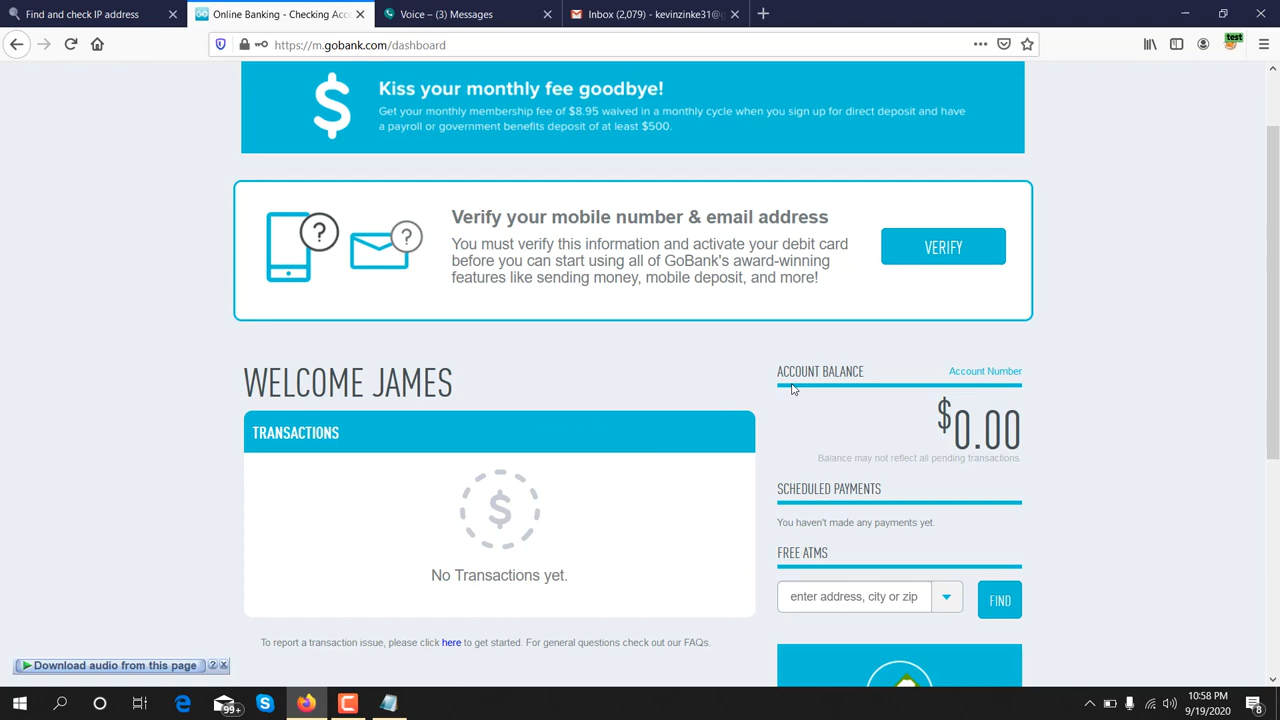 Find and check IP address
Online Banking - Checking Acc
Voice – (3) Messages
Inbox (2,079) - kevinzinke31@g
test
https://m.gobank.com/dashboard
Kiss your monthly fee goodbye!
Get your monthly membership fee of $8.95 waived in a monthly cycle when you sign up for direct deposit and
have a payroll or government benefits deposit of at least $500.
Verify your mobile number & email address
You must verify this information and activate your debit card
before you can start using all of GoBank's award-winning
features like sending money, mobile deposit, and more!
VERIFY
WELCOME JAMES
TRANSACTIONS
No Transactions yet.
To report a transaction issue, please click here to get started. For general questions check out our FAQs.
ACCOUNT BALANCE
Account Number
$0.00
Balance may not reflect all pending transactions.
SCHEDULED PAYMENTS
You haven't made any payments yet.
FREE ATMS
enter address, city or zip
FIND
Download audio from this page
99+
10:58 PM
9/19/2020
8